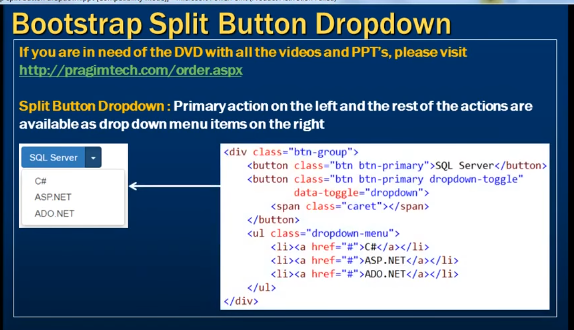 Bootstrap Split Button Dropdown
If you are in need of the DVD with all the videos and PPT's, please visit
http://pragimtech.com/order.aspx
Split Button Dropdown : Primary action on the left and the rest of the actions are
available as drop down menu items on the right
SQL Server
C#
ASP.NET
ADO.NET
<div class="btn-group">
<button class="btn btn-primary">SQL Server</button>
<button class="btn btn-primary dropdown-toggle"
data-toggle="dropdown">
<span class="caret"></span>
</button>
<ul class="dropdown-menu">
<li><a href="#">C#</a></li>
<li><a href="#">ASP.NET</a></li>
<li><a href="#">ADO.NET</a></li>
</ul>
</div>